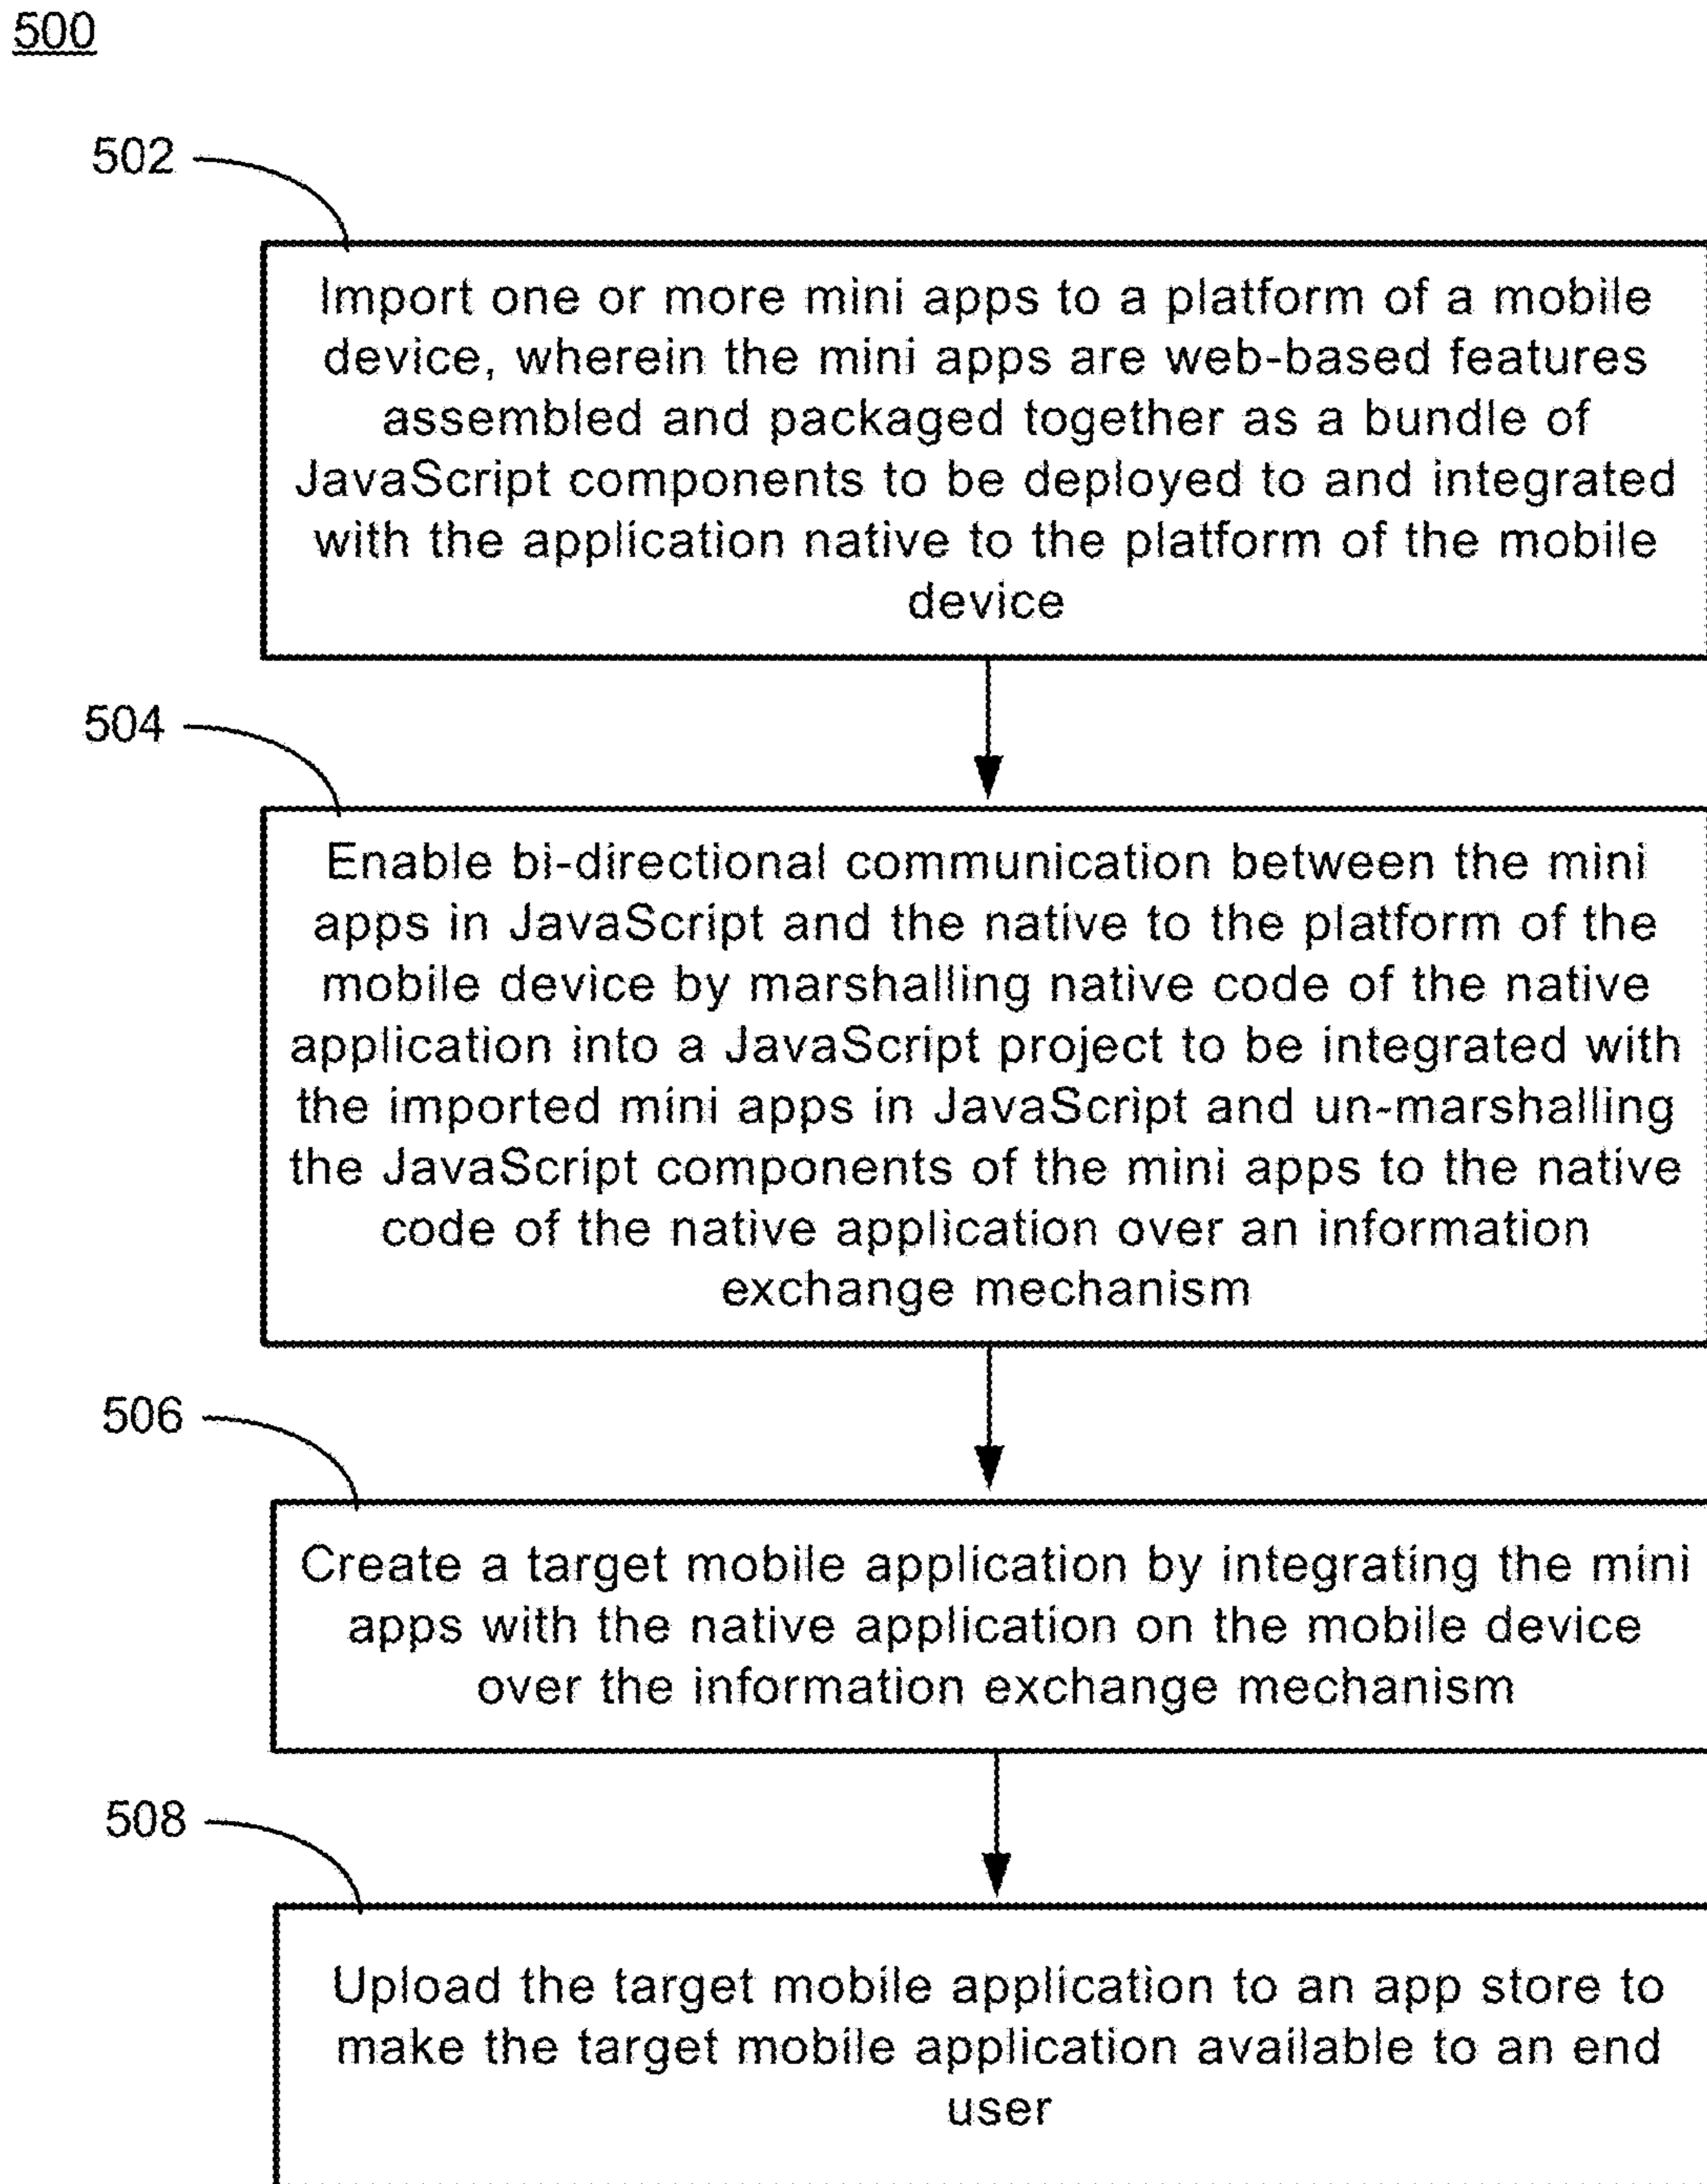 500
502
Import one or more mini apps to a platform of a mobile
device, wherein the mini apps are web-based features
assembled and packaged together as a bundle of
JavaScript components to be deployed to and integrated
with the application native to the platform of the mobile
device
504
Enable bi-directional communication between the mini
apps in JavaScript and the native to the platform of the
mobile device by marshalling native code of the native
application into a JavaScript project to be integrated with
the imported mini apps in JavaScript and un-marshalling
the JavaScript components of the mini apps to the native
code of the native application over an information
exchange mechanism
506
Create a target mobile application by integrating the mini
apps with the native application on the mobile device
over the information exchange mechanism
508
Upload the target mobile application to an app store to
make the target mobile application available to an end
user